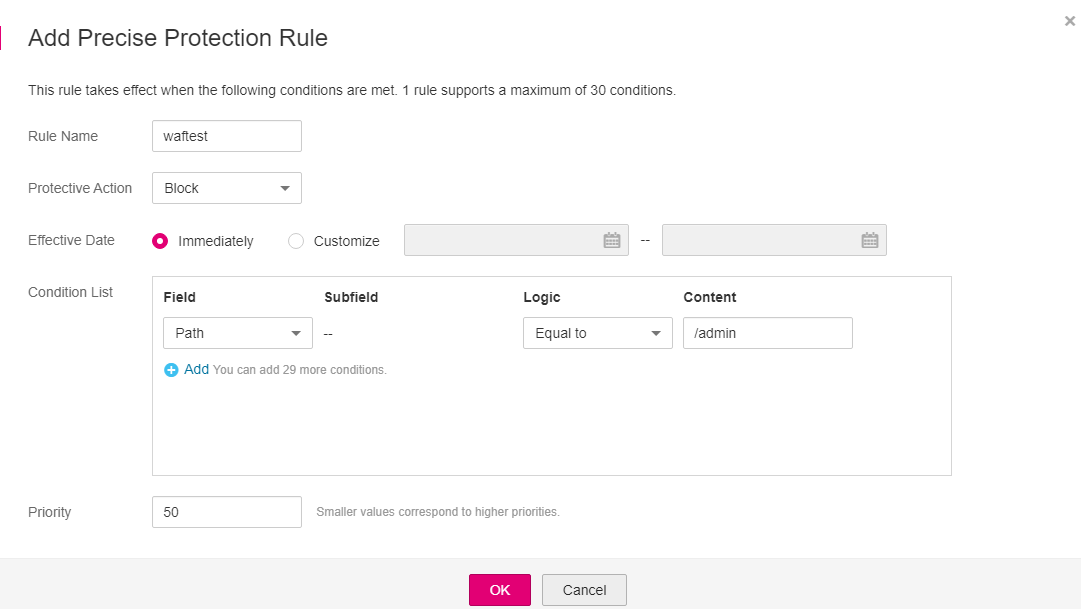 ×
Add Precise Protection Rule
This rule takes effect when the following conditions are met. 1 rule supports a maximum of 30 conditions.
Rule Name waftest
Protective Action Block
Effective Date Immediately Customize --
Condition List Field Subfield Logic Content
Path -- Equal to /admin
Add You can add 29 more conditions.
Priority 50 Smaller values correspond to higher priorities.
OK Cancel